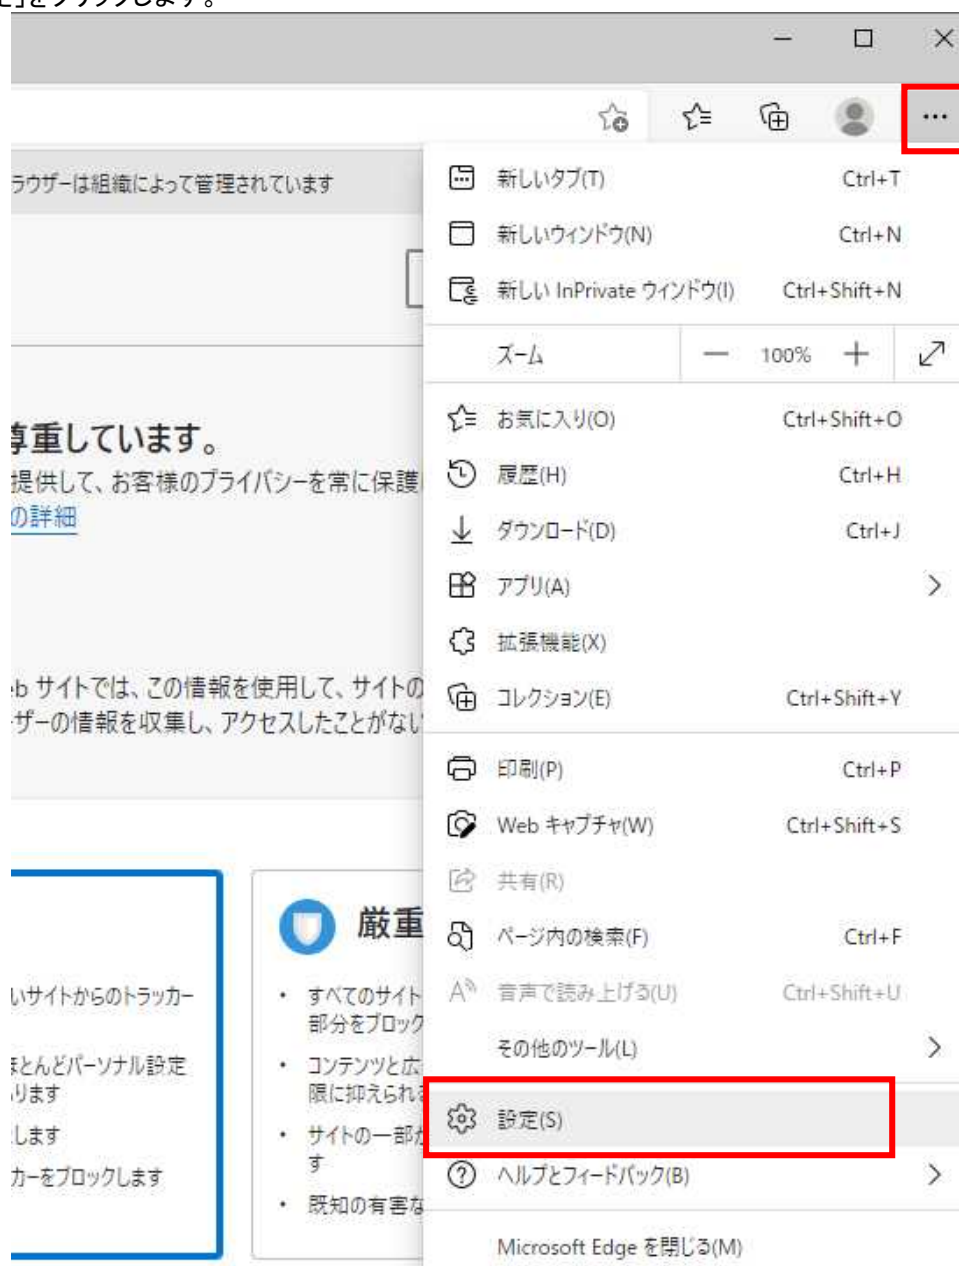 をクリックします。
ラウザーは組織によって管理されています
尊重しています。
提供して、お客様のプライバシーを常に保護
の詳細
eb サイトでは、この情報を使用して、サイトの
ーザーの情報を収集し、アクセスしたことがない
いサイトからのトラッカー
ほとんどパーソナル設定
ります
します
カーをブロックします
厳重
• すべてのサイト
部分をブロック
• コンテンツと広
限に抑えられ
• サイトの一部が
す
• 既知の有害な
新しいタブ(T) Ctrl+T
新しいウィンドウ(N) Ctrl+N
新しい InPrivate ウィンドウ(I) Ctrl+Shift+N
ズーム — 100% +
お気に入り(O) Ctrl+Shift+O
履歴(H) Ctrl+H
ダウンロード(D) Ctrl+J
アプリ(A)
拡張機能(X)
コレクション(E) Ctrl+Shift+Y
印刷(P) Ctrl+P
Web キャプチャ(W) Ctrl+Shift+S
共有(R)
ページ内の検索(F) Ctrl+F
音声で読み上げる(U) Ctrl+Shift+U
その他のツール(L)
設定(S)
ヘルプとフィードバック(B)
Microsoft Edge を閉じる(M)